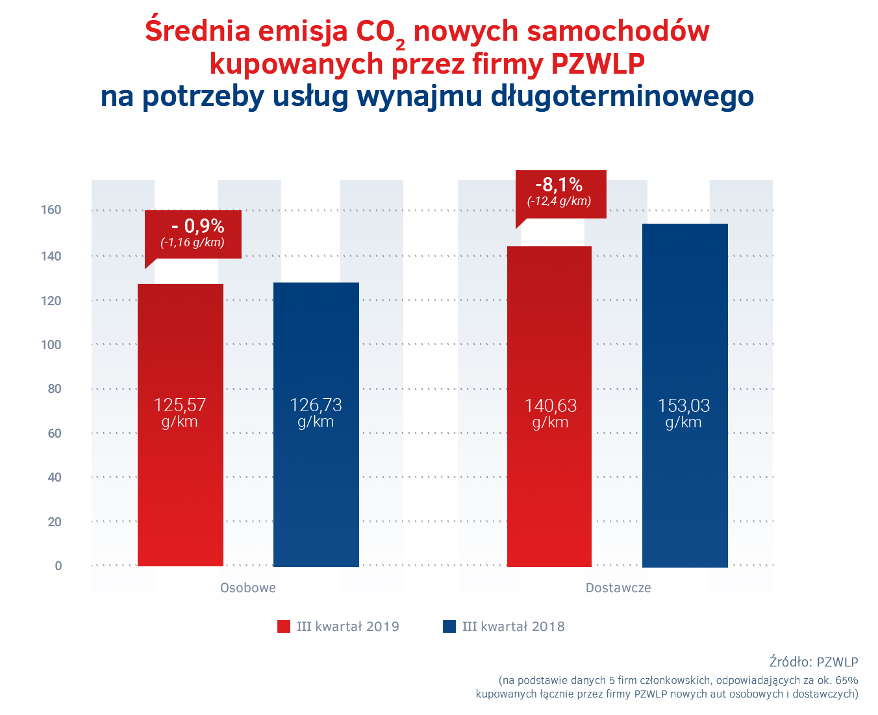 Średnia emisja CO₂ nowych samochodów
kupowanych przez firmy PZWLP
na potrzeby usług wynajmu długoterminowego
-8,1%
(-12,4 g/km)
- 0,9%
(-1,16 g/km)
160
140
120
100
80
60
40
20
0
125,57
g/km
126,73
g/km
140,63
g/km
153,03
g/km
Osobowe
Dostawcze
III kwartał 2019
III kwartał 2018
Źródło: PZWLP
(na podstawie danych 5 firm członkowskich, odpowiadających za ok. 65%
kupowanych łącznie przez firmy PZWLP nowych aut osobowych i dostawczych)